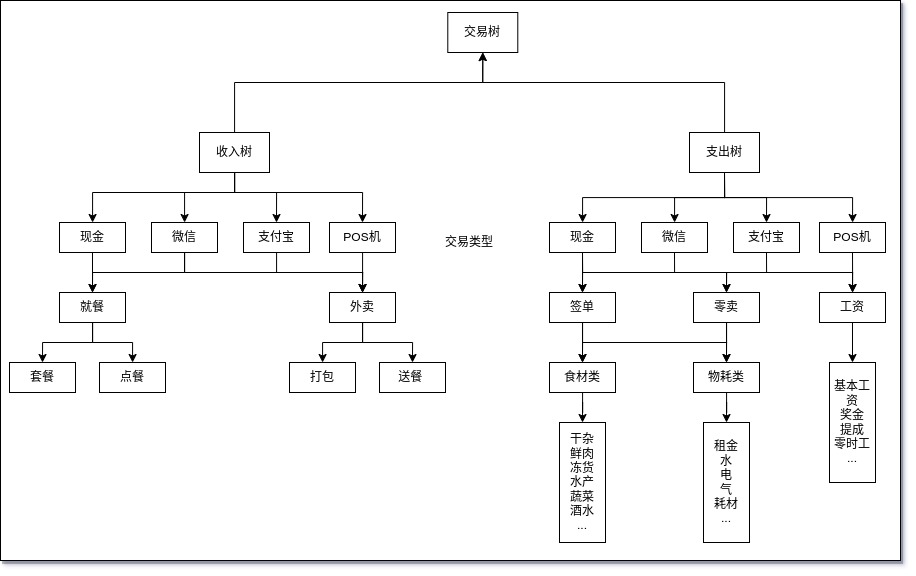 交易树
收入树
支出树
现金
微信
支付宝
POS机
交易类型
现金
微信
支付宝
POS机
就餐
外卖
签单
零卖
工资
套餐
点餐
打包
送餐
食材类
物耗类
基本工
资
奖金
提成
零时工
...
干杂
鲜肉
冻货
水产
蔬菜
酒水
...
租金
水
电
气
耗材
...